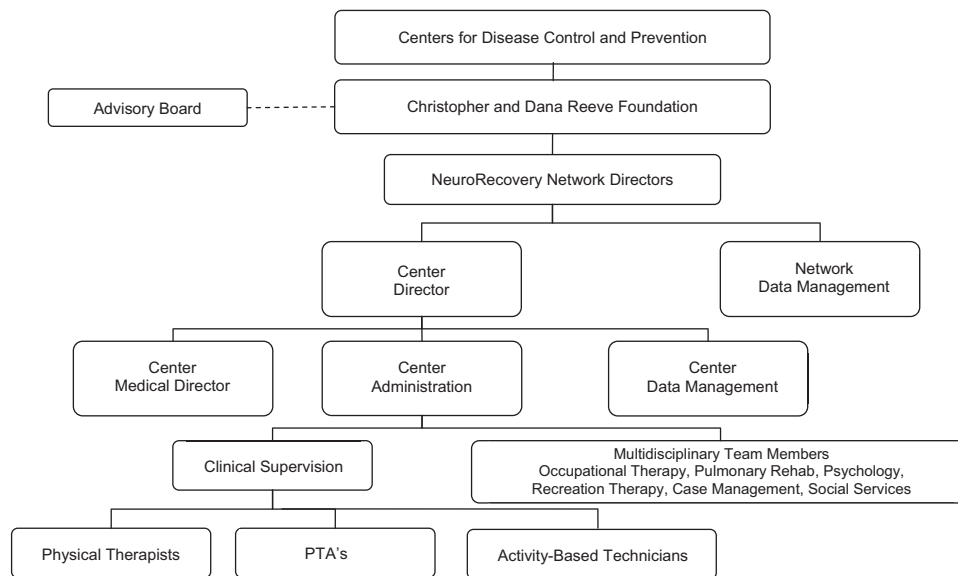 Centers for Disease Control and Prevention
Advisory Board
Christopher and Dana Reeve Foundation
NeuroRecovery Network Directors
Center
Director
Network
Data Management
Center
Medical Director
Center
Administration
Center
Data Management
Clinical Supervision
Multidisciplinary Team Members
Occupational Therapy, Pulmonary Rehab, Psychology,
Recreation Therapy, Case Management, Social Services
Physical Therapists
PTA's
Activity-Based Technicians